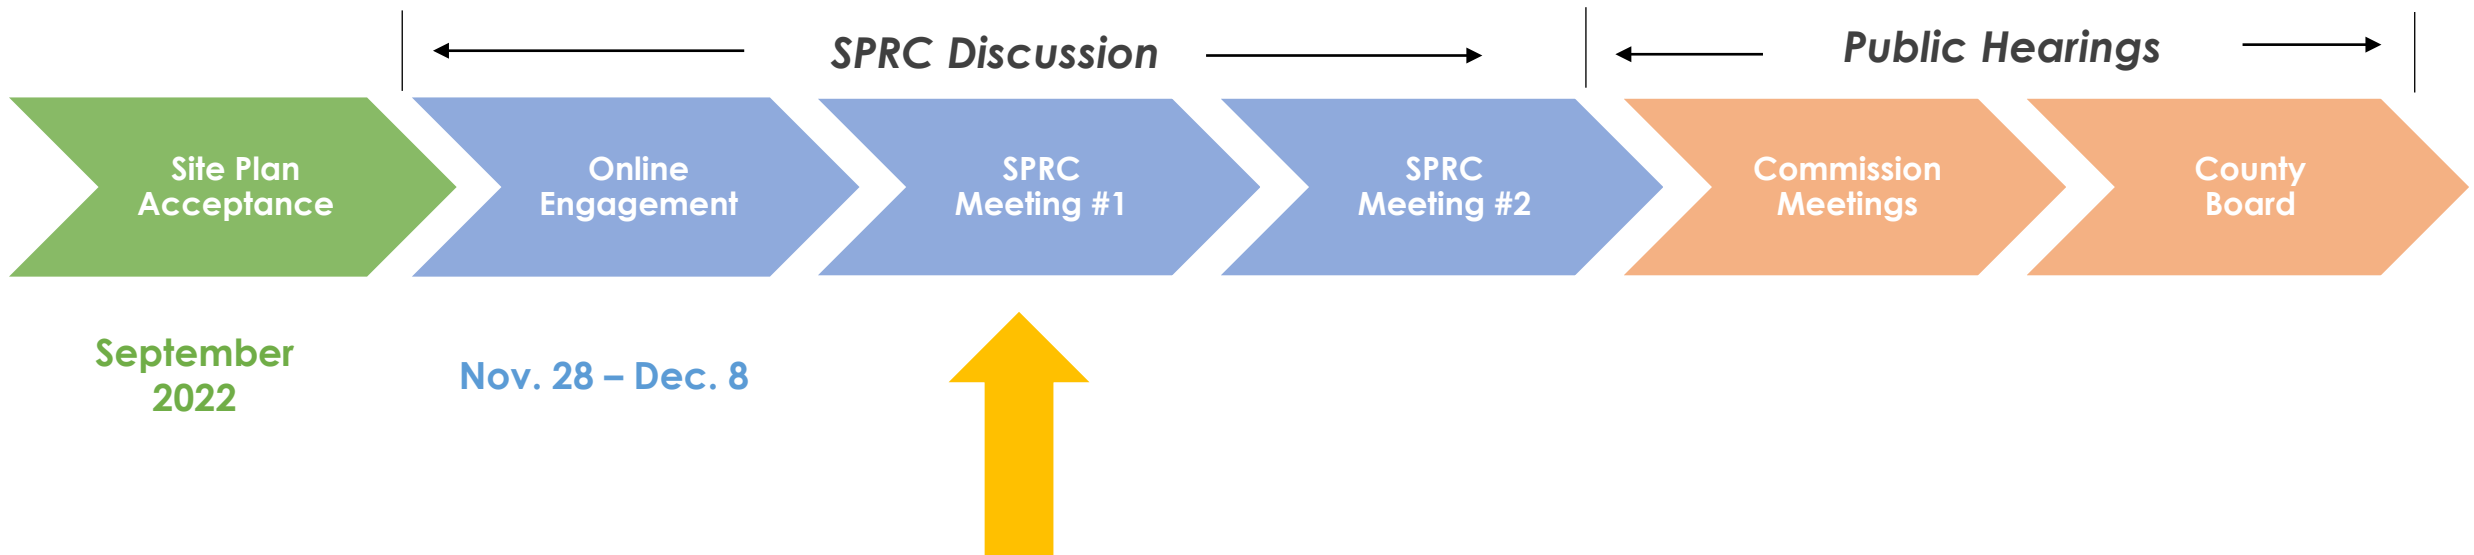 SPRC Discussion
Public Hearings
Site Plan
Acceptance
Online
Engagement
SPRC
Meeting #1
SPRC
Meeting #2
Commission
Meetings
County
Board
September
2022
Nov. 28 – Dec. 8